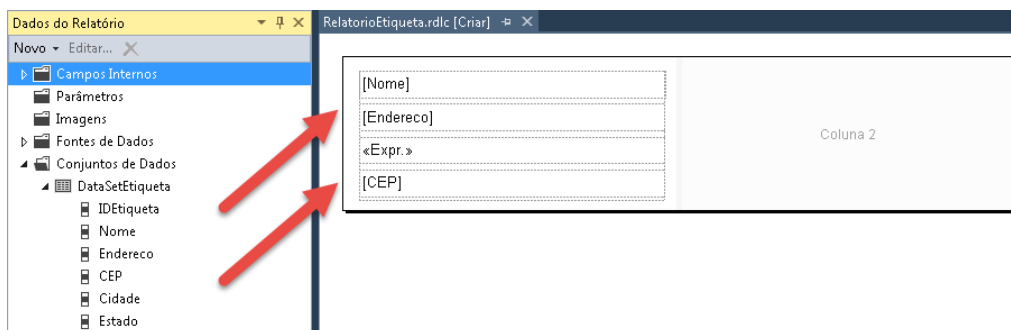 Dados do Relatório
Novo Editar...
Campos Internos
Parâmetros
Imagens
Fontes de Dados
Conjuntos de Dados
DataSetEtiqueta
IDEtiqueta
Nome
Endereco
CEP
Cidade
Estado
RelatorioEtiqueta.rdlc [Criar]
[Nome]
[Endereco]
«Expr.»
[CEP]
Coluna 2